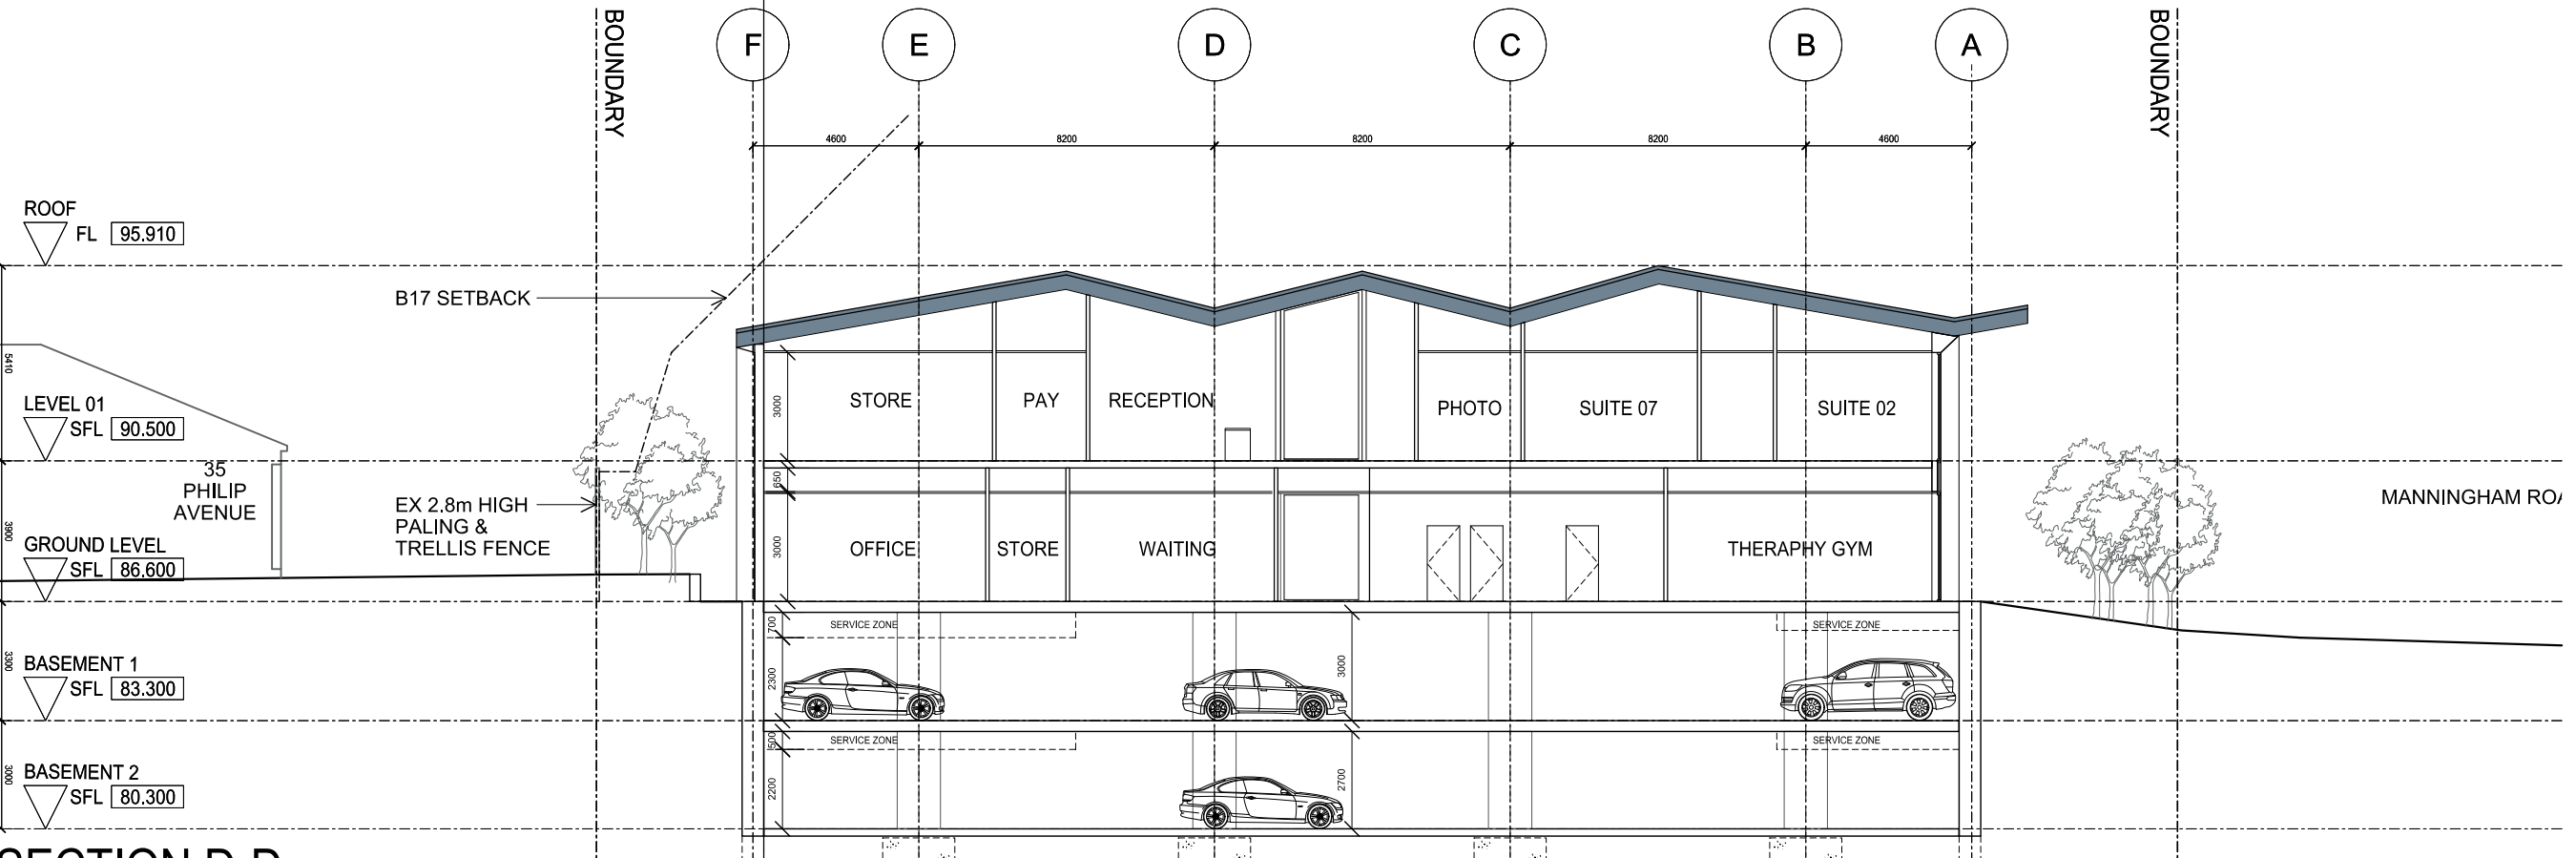 BOUNDARY
F
E
D
C
B
A
BOUNDARY
4600
8200
8200
8200
4600
ROOF
FL 95.910
B17 SETBACK
5410
LEVEL 01
SFL 90.500
3000
STORE
PAY
RECEPTION
PHOTO
SUITE 07
SUITE 02
35
PHILIP
AVENUE
EX 2.8m HIGH
PALING &
TRELLIS FENCE
650
MANNINGHAM ROA
3900
GROUND LEVEL
SFL 86.600
3000
OFFICE
STORE
WAITING
THERAPHY GYM
700
SERVICE ZONE
SERVICE ZONE
3300
BASEMENT 1
SFL 83.300
2300
3000
500
SERVICE ZONE
SERVICE ZONE
3000
BASEMENT 2
SFL 80.300
2200
2700
SECTION D-D